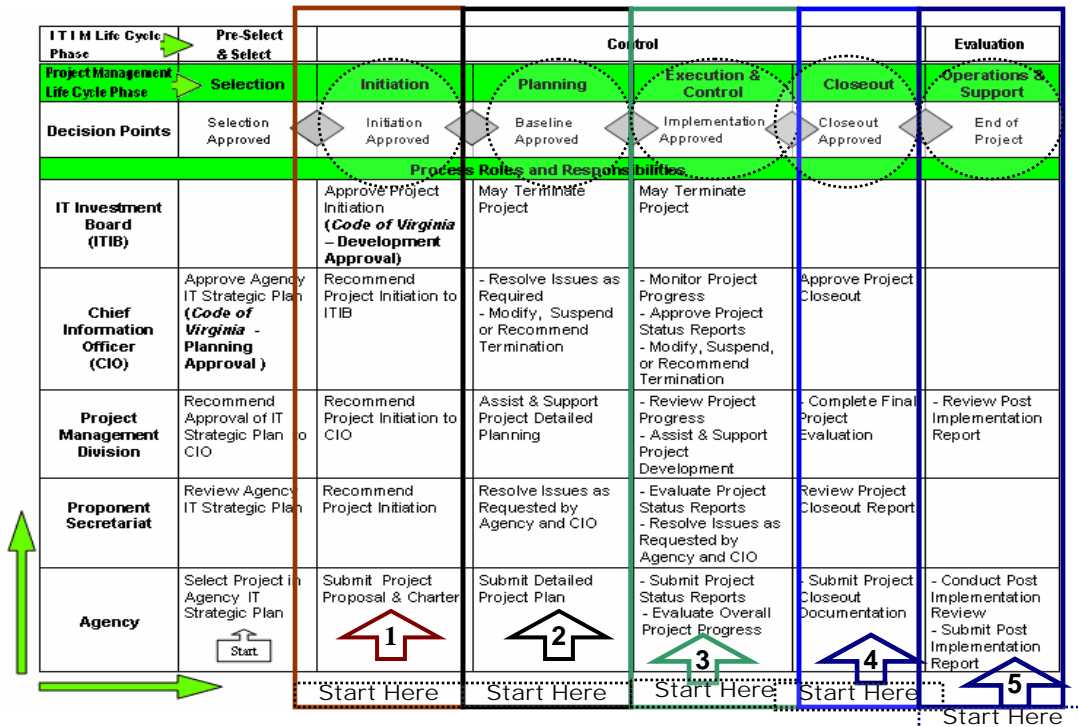 I T I M Life Cycle
Phase
Pre-Select
& Select
Control
Evaluation
Project Management
Life Cycle Phase
Selection
Initiation
Planning
Execution &
Control
Closeout
Operations &
Support
Decision Points
Selection
Approved
Initiation
Approved
Baseline
Approved
Implementation
Approved
Closeout
Approved
End of
Project
Process Roles and Responsibilities
IT Investment
Board
(ITIB)
Approve Project
Initiation
(Code of Virginia
– Development
Approval)
May Terminate
Project
May Terminate
Project
Chief
Information
Officer
(CIO)
Approve Agency
IT Strategic Plan
(Code of
Virginia -
Planning
Approval )
Recommend
Project Initiation to
ITIB
- Resolve Issues as
Required
- Modify, Suspend
or Recommend
Termination
- Monitor Project
Progress
- Approve Project
Status Reports
- Modify, Suspend,
or Recommend
Termination
Approve Project
Closeout
Project
Management
Division
Recommend
Approval of IT
Strategic Plan to
CIO
Recommend
Project Initiation to
CIO
Assist & Support
Project Detailed
Planning
- Review Project
Progress
- Assist & Support
Project
Development
- Complete Final
Project
Evaluation
- Review Post
Implementation
Report
Proponent
Secretariat
Review Agency
IT Strategic Plan
Recommend
Project Initiation
Resolve Issues as
Requested by
Agency and CIO
- Evaluate Project
Status Reports
- Resolve Issues as
Requested by
Agency and CIO
Review Project
Closeout Report
Agency
Select Project in
Agency IT
Strategic Plan
Start
Submit Project
Proposal & Charter
1
Submit Detailed
Project Plan
2
- Submit Project
Status Reports
- Evaluate Overall
Project Progress
3
- Submit Project
Closeout
Documentation
4
- Conduct Post
Implementation
Review
- Submit Post
Implementation
Report
5
Start Here
Start Here
Start Here
Start Here
Start Here